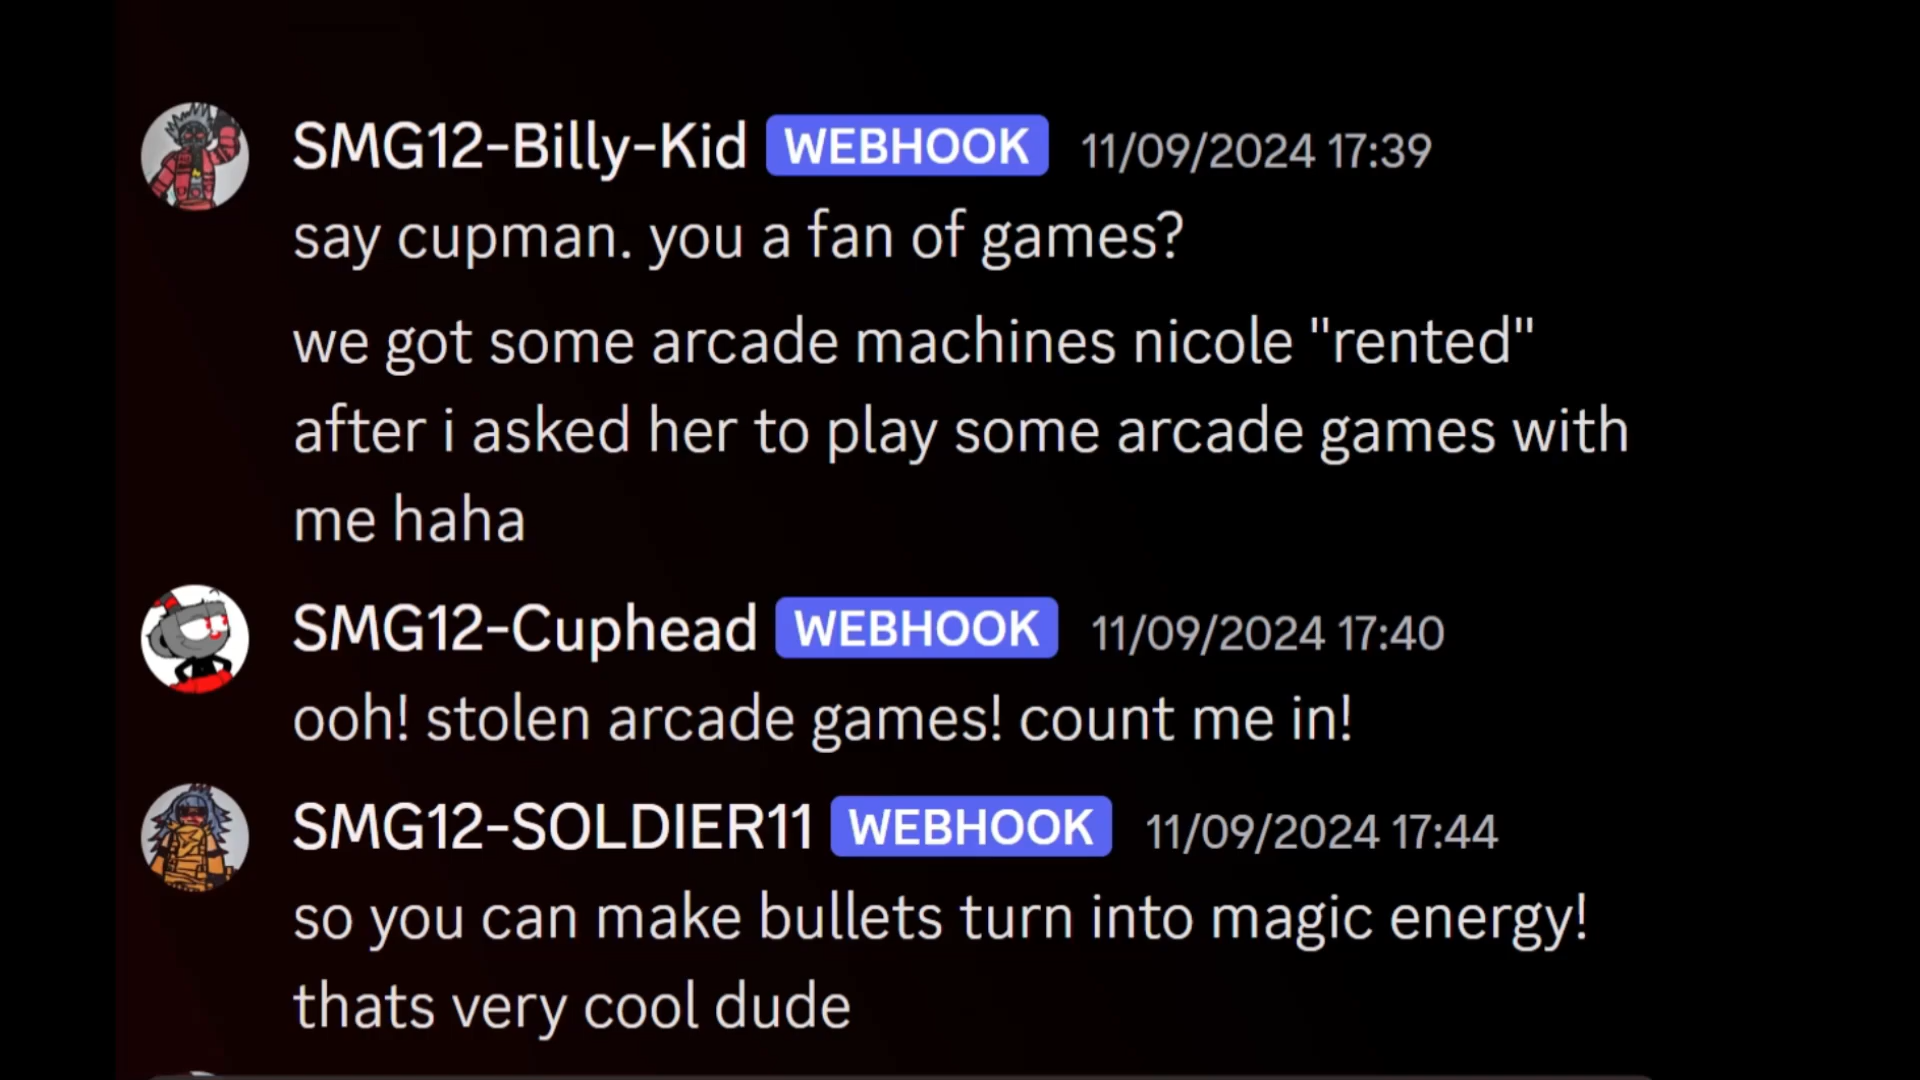 SMG12-Billy-Kid WEBHOOK 11/09/2024 17:39
say cupman. you a fan of games?
we got some arcade machines nicole "rented"
after i asked her to play some arcade games with
me haha
SMG12-Cuphead WEBHOOK 11/09/2024 17:40
ooh! stolen arcade games! count me in!
SMG12-SOLDIER11 WEBHOOK 11/09/2024 17:44
so you can make bullets turn into magic energy!
thats very cool dude